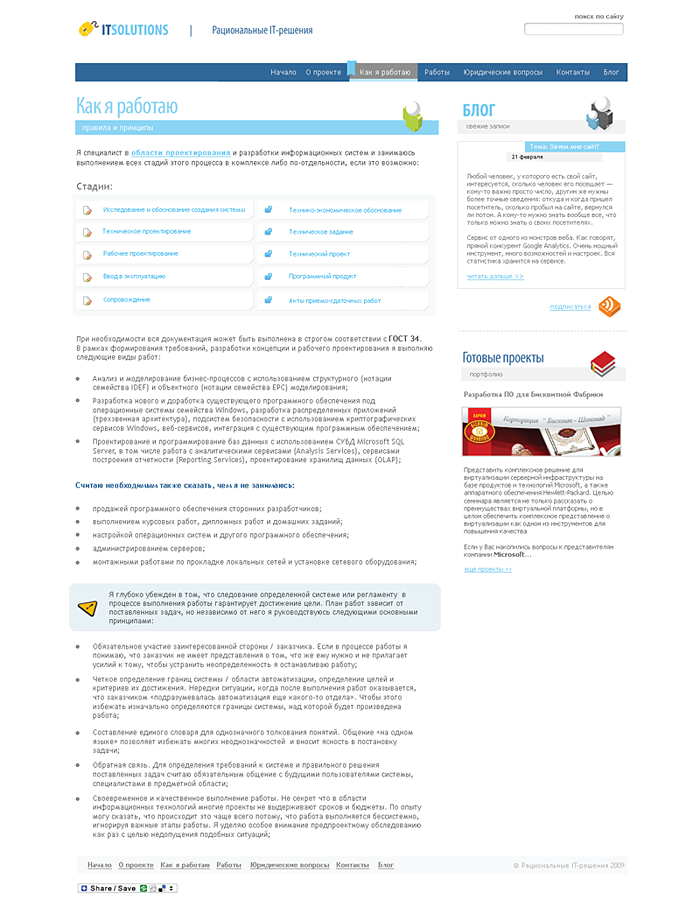 поиск по сайту
ITSOLUTIONS
Рациональные IT-решения
Начало
О проекте
Как я работаю
Работы
Юридические вопросы
Контакты
Блог
Как я работаю
правила и принципы
Я специалист в области проектирования и разработки информационных систем и занимаюсь
выполнением всех стадий этого процесса в комплексе либо по-отдельности, если это возможно:
Стадии:
Исследование и обоснование создания системы
Технико-экономическое обоснование
Техническое проектирование
Техническое задание
Рабочее проектирование
Технический проект
Ввод в эксплуатацию
Программный продукт
Сопровождение
Акты приемо-сдаточных работ
При необходимости вся документация может быть выполнена в строгом соответствии с ГОСТ 34.
В рамках формирования требований, разработки концепции и рабочего проектирования я выполняю
следующие виды работ:
Анализ и моделирование бизнес-процессов с использованием структурного (нотации
семейства IDEF) и объектного (нотации семейства EPC) моделирования;
Разработка нового и доработка существующего программного обеспечения под
операционные системы семейства Windows, разработка распределенных приложений
(трехзвенная архитектура), подсистем безопасности с использованием криптографических
сервисов Windows, веб-сервисов, интеграция с существующим программным обеспечением;
Проектирование и программирование баз данных с использованием СУБД Microsoft SQL
Server, в том числе работа с аналитическими сервисами (Analysis Services), сервисами
построения отчетности (Reporting Services), проектирование хранилищ данных (OLAP);
Считаю необходимым также сказать, чем я не занимаюсь:
продажей программного обеспечения сторонних разработчиков;
выполнением курсовых работ, дипломных работ и домашних заданий;
настройкой операционных систем и другого программного обеспечения;
администрированием серверов;
монтажными работами по прокладке локальных сетей и установке сетевого оборудования;
Я глубоко убежден в том, что следование определенной системе или регламенту в
процессе выполнения работы гарантирует достижение цели. План работ зависит от
поставленных задач, но независимо от него я руководствуюсь следующими основными
принципами:
Обязательное участие заинтересованной стороны / заказчика. Если в процессе работы я
понимаю, что заказчик не имеет представления о том, что же ему нужно и не прилагает
усилий к тому, чтобы устранить неопределенность я останавливаю работу;
Четкое определение границ системы / области автоматизации, определение целей и
критериев их достижения. Нередки ситуации, когда после выполнения работ оказывается,
что заказчиком «подразумевалась автоматизация еще какого-то отдела». Чтобы этого
избежать изначально определяются границы системы, над которой будет произведена
работа;
Составление единого словаря для однозначного толкования понятий. Общение «на одном
языке» позволяет избежать многих неоднозначностей и вносит ясность в постановку
задачи;
Обратная связь. Для определения требований к системе и правильного решения
поставленных задач считаю обязательным общение с будущими пользователями системы,
специалистами в предметной области;
Своевременное и качественное выполнение работы. Не секрет что в области
информационных технологий многие проекты не выдерживают сроков и бюджеты. По опыту
могу сказать, что происходит это чаще всего потому, что работа выполняется бессистемно,
игнорируя важные этапы работы. Я уделяю особое внимание предпроектному обследованию
как раз с целью недопущения подобных ситуаций;
БЛОГ
свежие записи
Тема: Зачем мне сайт?
21 февраля
Любой человек, у которого есть свой сайт,
интересуется, сколько человек его посещает —
кому-то важно просто число, другим же нужны
более точные сведения: откуда и когда пришел
посетитель, сколько пробыл на сайте, вернулся
ли потом. А кому-то нужно знать вообще все, что
только можно знать о своих посетителях.
Сервис от одного из монстров веба. Как говорят,
прямой конкурент Google Analytics. Очень мощный
инструмент, много возможностей и настроек. Вся
статистика хранится на сервисе.
читать дальше >>
подписаться
Готовые проекты
портфолио
Разработка ПО для Бисквитной Фабрики
Корпорация "Бисквит - Шоколад"
Представить комплексное решение для
виртуализации серверной инфраструктуры на
базе продуктов и технологий Microsoft, а также
аппаратного обеспечения Hewlett-Packard. Целью
семинара является не только рассказать о
преимуществах виртуальной платформы, но и в
целом обеспечить комплексное представление о
виртуализации как одном из инструментов для
повышения качества
Если у Вас накопились вопросы к представителям
компании Microsoft...
еще проекты >>
Начало
О проекте
Как я работаю
Работы
Юридические вопросы
Контакты
Блог
© Рациональные IT-решения 2009
Share / Save